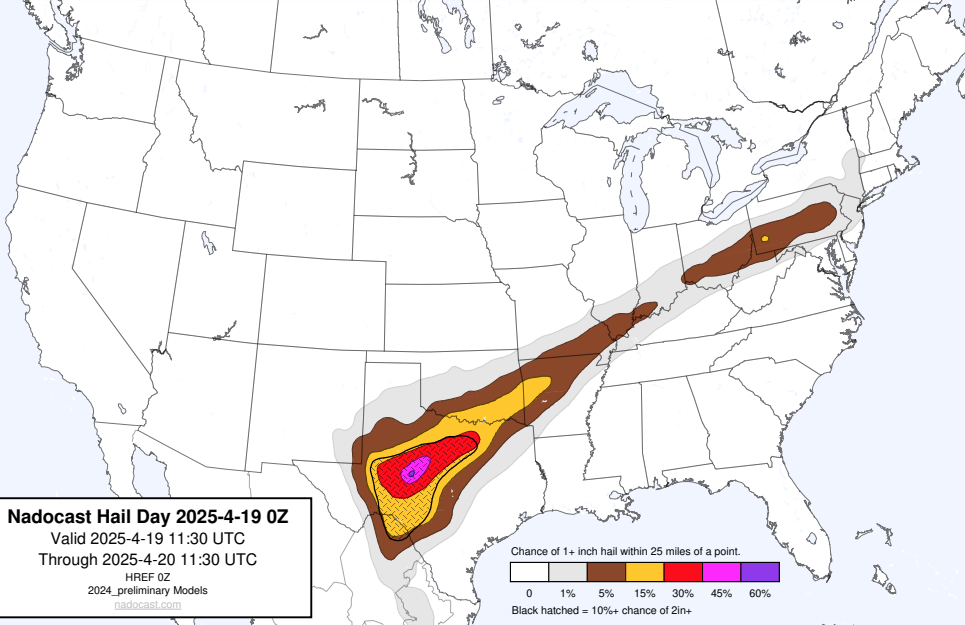 Nadocast Hail Day 2025-4-19 0Z
Valid 2025-4-19 11:30 UTC
Through 2025-4-20 11:30 UTC
HREF 0Z
2024_preliminary Models
nadocast.com
Chance of 1+ inch hail within 25 miles of a point.
0 1% 5% 15% 30% 45% 60%
Black hatched = 10%+ chance of 2in+